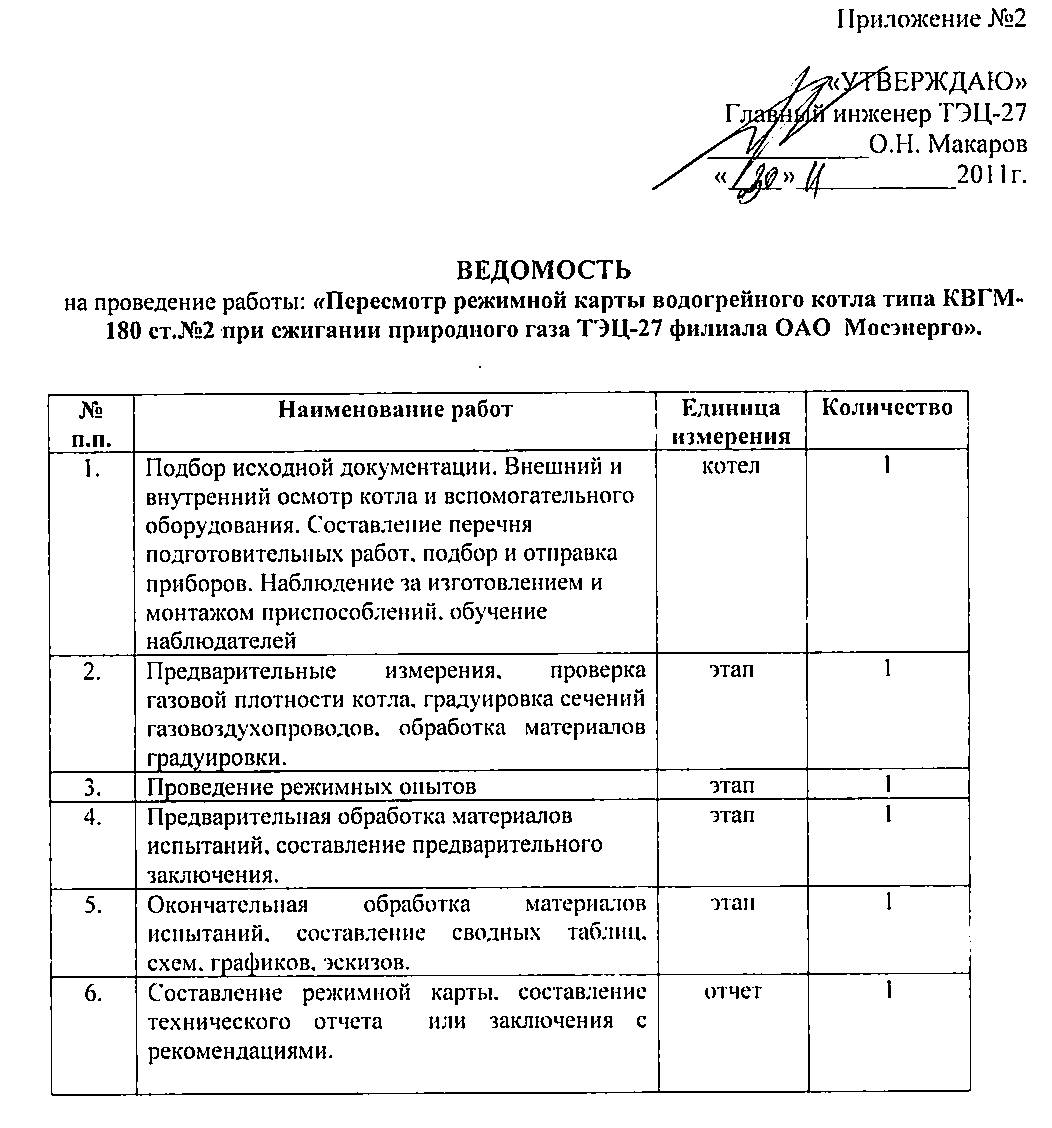 Приложение №2
«УТВЕРЖДАЮ»
Главный инженер ТЭЦ-27
О.Н. Макаров
« » 2011г.
ВЕДОМОСТЬ
на проведение работы: «Пересмотр режимной карты водогрейного котла типа КВГМ-
180 ст.№2 при сжигании природного газа ТЭЦ-27 филиала ОАО Мосэнерго».
№ Наименование работ Единица Количество
п.п. измерения
1. Подбор исходной документации. Внешний и котел 1
внутренний осмотр котла и вспомогательного
оборудования. Составление перечня
подготовительных работ, подбор и отправка
приборов. Наблюдение за изготовлением и
монтажом приспособлений, обучение
наблюдателей
2. Предварительные измерения, проверка этап 1
газовой плотности котла, градуировка сечений
газовоздухопроводов, обработка материалов
градуировки.
3. Проведение режимных опытов этап 1
4. Предварительная обработка материалов этап 1
испытаний, составление предварительного
заключения.
5. Окончательная обработка материалов этап 1
испытаний, составление сводных таблиц,
схем, графиков, эскизов.
6. Составление режимной карты, составление отчет 1
технического отчета или заключения с
рекомендациями.